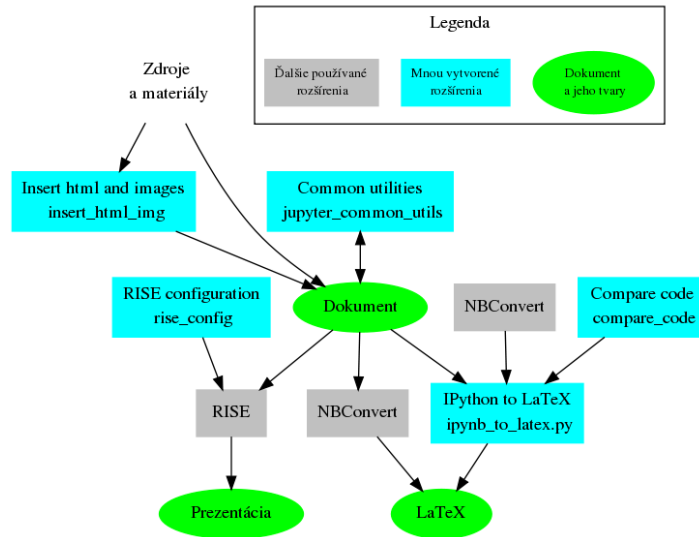 Legenda
Ďalšie používané
rozšírenia
Mnou vytvorené
rozšírenia
Dokument
a jeho tvary
Zdroje
a materiály
Insert html and images
insert_html_img
Common utilities
jupyter_common_utils
RISE configuration
rise_config
Dokument
NBConvert
Compare code
compare_code
RISE
NBConvert
IPython to LaTeX
ipynb_to_latex.py
Prezentácia
LaTeX